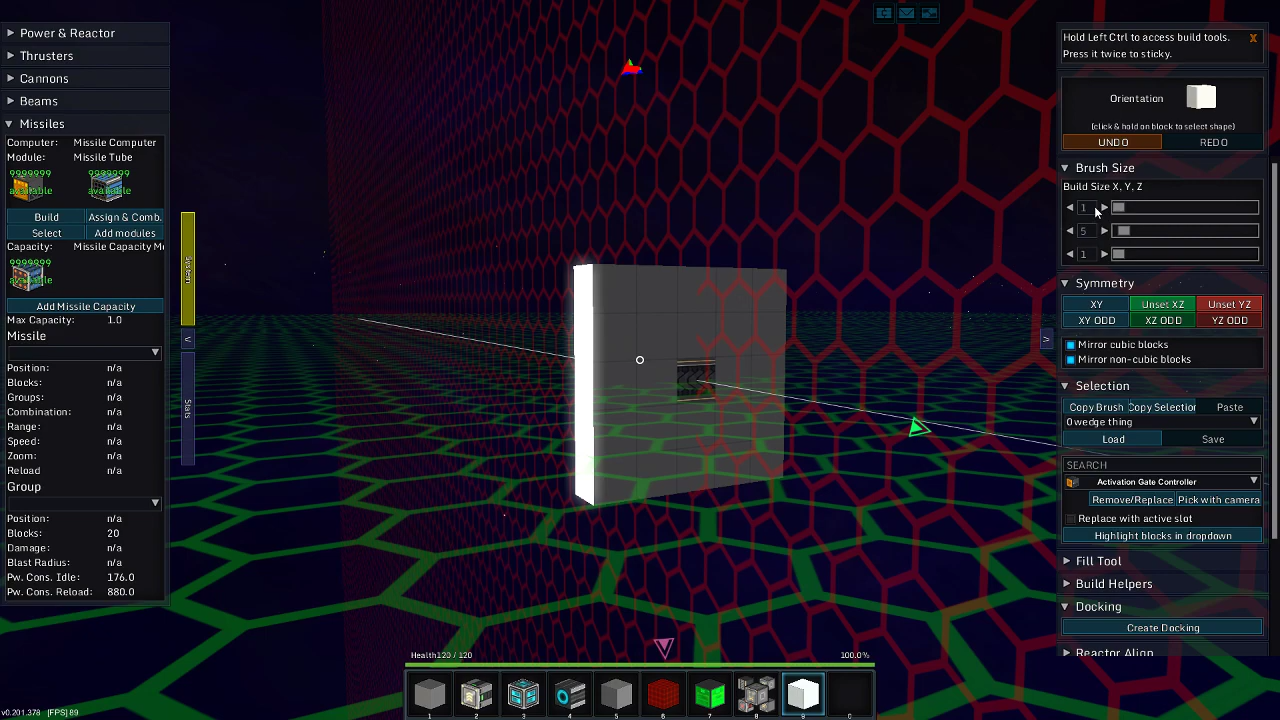 Power & Reactor
Thrusters
Cannons
Beams
Missiles
Computer: Missile Computer
Module: Missile Tube
9999999 available 9999999 available
Build Assign & Comb.
Select Add modules
Capacity: Missile Capacity Mo
9999999 available
Add Missile Capacity
Max Capacity: 1.0
Missile
Position: n/a
Blocks: n/a
Groups: n/a
Combination: n/a
Range: n/a
Speed: n/a
Zoom: n/a
Reload n/a
Group
Position: n/a
Blocks: 20
Damage: n/a
Blast Radius: n/a
Pw. Cons. Idle: 176.0
Pw. Cons. Reload: 880.0
v0.201.378 [FPS] 89
System
<
Stats
Health120 / 120 100.0%
1 2 3 4 5 6 7 8 9 0
Hold Left Ctrl to access build tools. X
Press it twice to sticky.
Orientation
(click & hold on block to select shape)
UNDO REDO
Brush Size
Build Size X, Y, Z
1
5
1
Symmetry
XY Unset XZ Unset YZ
XY ODD XZ ODD YZ ODD
>
Mirror cubic blocks
Mirror non-cubic blocks
Selection
Copy Brush Copy Selection Paste
0wedge thing
Load Save
SEARCH
Activation Gate Controller
Remove/Replace Pick with camera
Replace with active slot
Highlight blocks in dropdown
Fill Tool
Build Helpers
Docking
Create Docking
Reactor Align